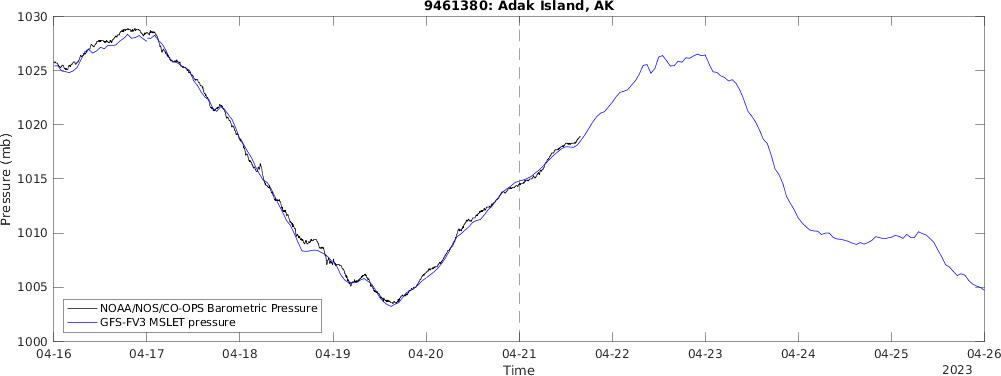 9461380: Adak Island, AK
Pressure (mb)
1030
1025
1020
1015
1010
1005
1000
NOAA/NOS/CO-OPS Barometric Pressure
GFS-FV3 MSLET pressure
04-16 04-17 04-18 04-19 04-20 04-21 04-22 04-23 04-24 04-25 04-26
Time
2023